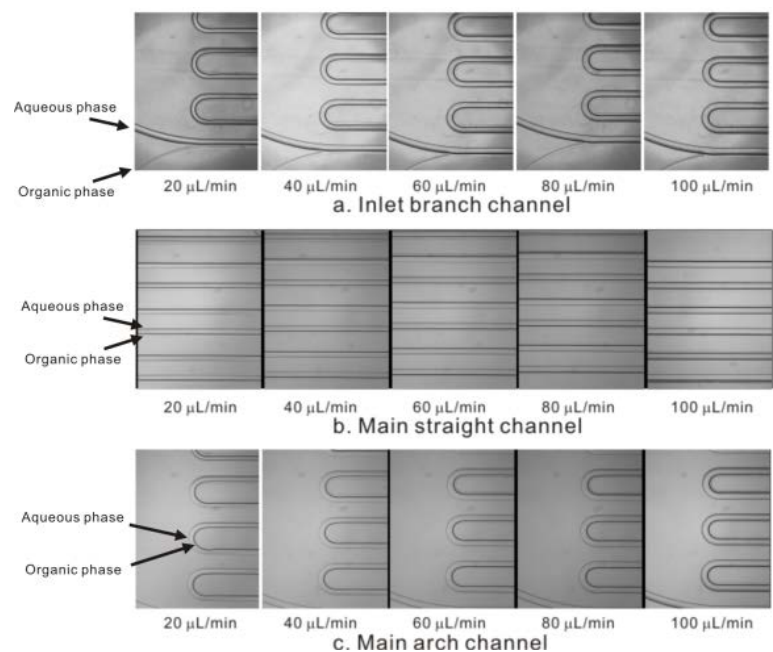 Aqueous phase
Organic phase
20 μL/min 40 μL/min 60 μL/min 80 μL/min 100 μL/min
a. Inlet branch channel
Aqueous phase
Organic phase
20 μL/min 40 μL/min 60 μL/min 80 μL/min 100 μL/min
b. Main straight channel
Aqueous phase
Organic phase
20 μL/min 40 μL/min 60 μL/min 80 μL/min 100 μL/min
c. Main arch channel